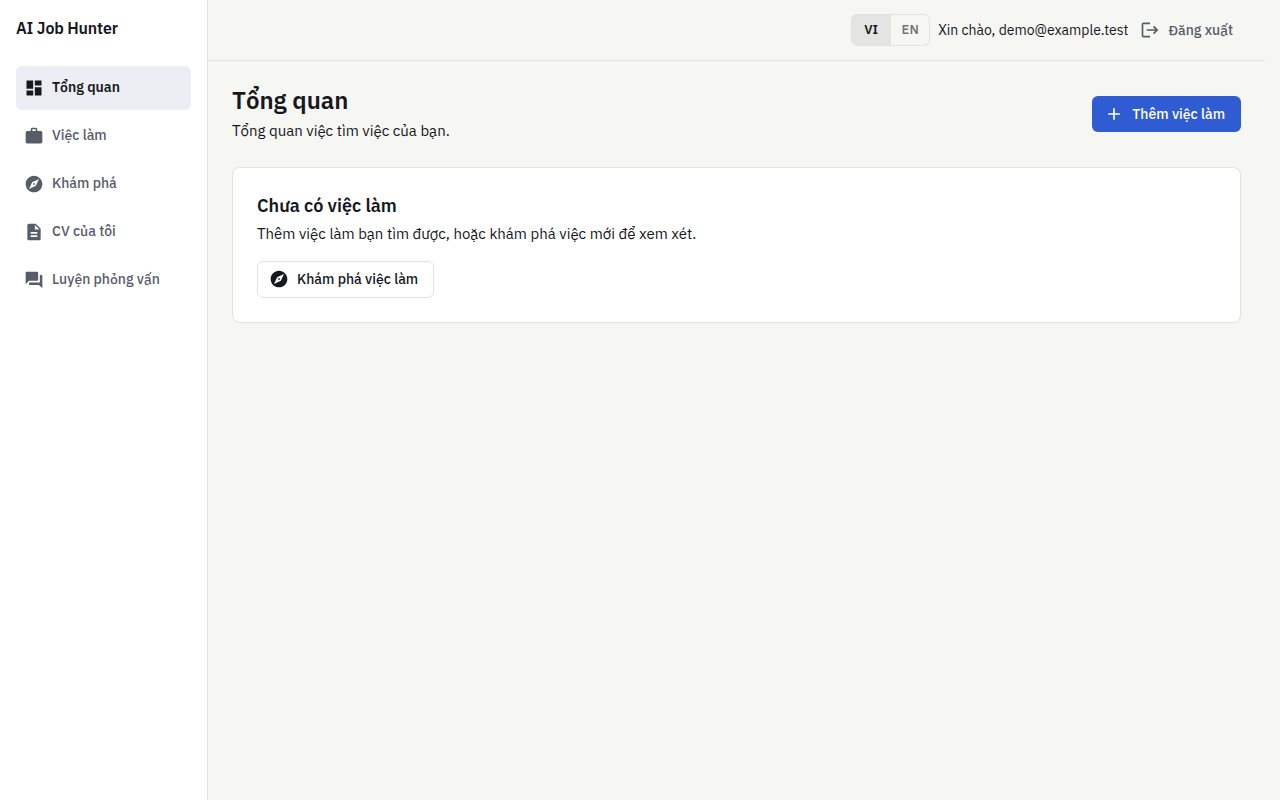 AI Job Hunter
VI EN Xin chào, demo@example.test Đăng xuất
Tổng quan
Việc làm
Khám phá
CV của tôi
Luyện phỏng vấn
Tổng quan
Tổng quan việc tìm việc của bạn.
Thêm việc làm
Chưa có việc làm
Thêm việc làm bạn tìm được, hoặc khám phá việc mới để xem xét.
Khám phá việc làm